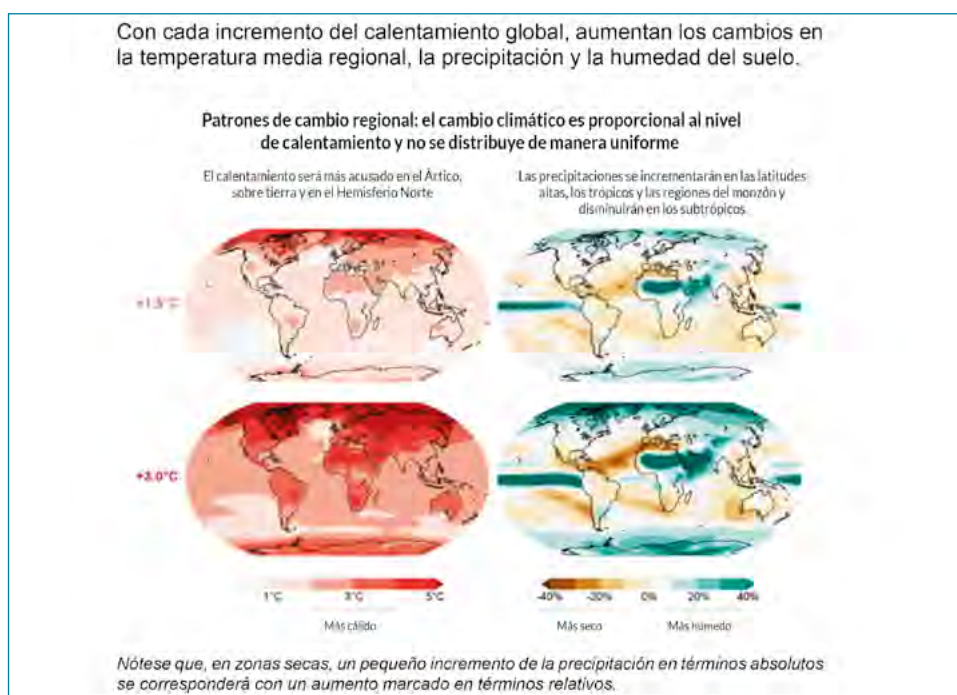 Con cada incremento del calentamiento global, aumentan los cambios en
la temperatura media regional, la precipitación y la humedad del suelo.
Patrones de cambio regional: el cambio climático es proporcional al nivel
de calentamiento y no se distribuye de manera uniforme
El calentamiento será más acusado en el Ártico,
sobre tierra y en el Hemisferio Norte
Las precipitaciones se incrementarán en las latitudes
altas, los trópicos y las regiones del monzón y
disminuirán en los subtrópicos
+1.5°C
+3.0°C
1°C 3°C 5°C
Más cálido
-40% -20% 0% 20% 40%
Más seco Más húmedo
Nótese que, en zonas secas, un pequeño incremento de la precipitación en términos absolutos
se corresponderá con un aumento marcado en términos relativos.